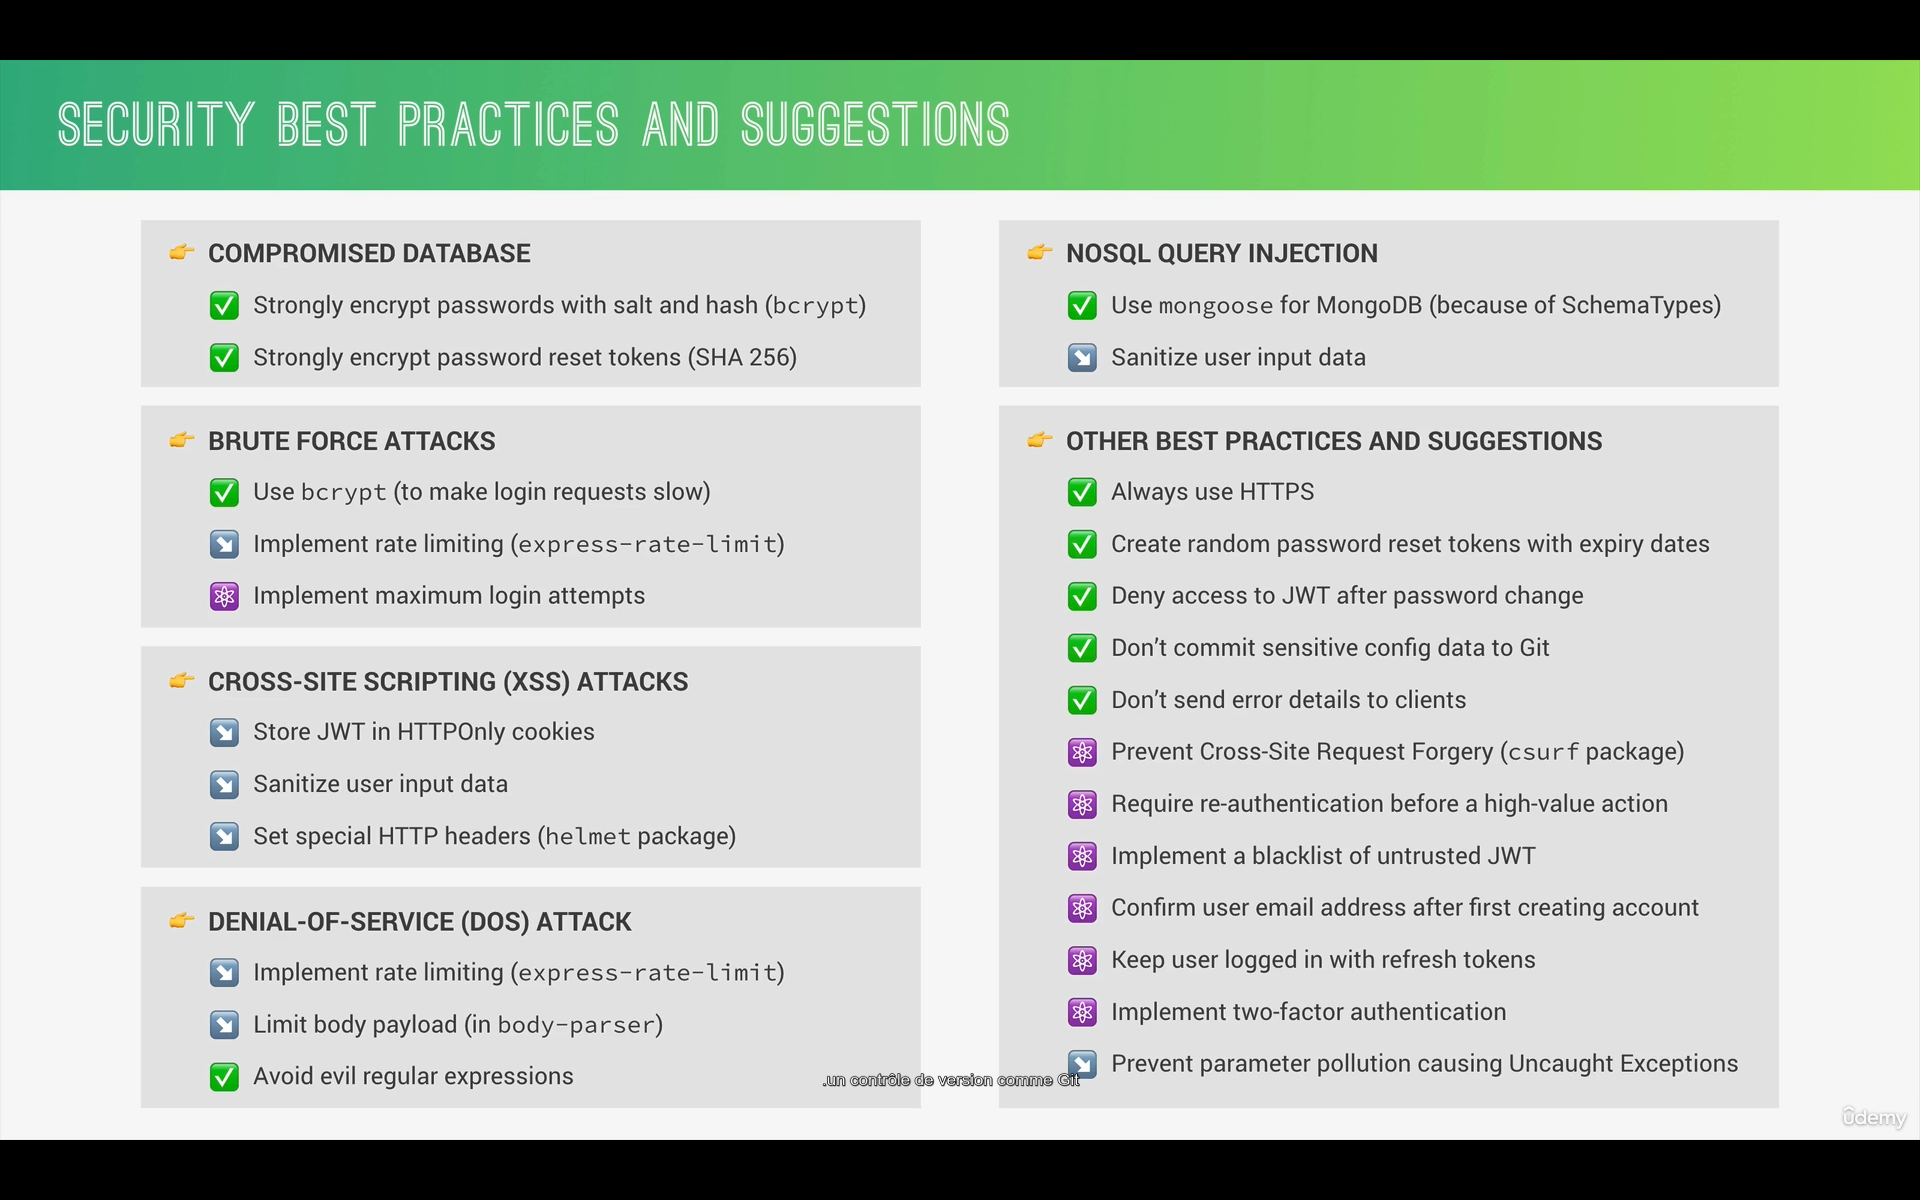 SECURITY BEST PRACTICES AND SUGGESTIONS
👉 COMPROMISED DATABASE
✅ Strongly encrypt passwords with salt and hash (bcrypt)
✅ Strongly encrypt password reset tokens (SHA 256)
👉 BRUTE FORCE ATTACKS
✅ Use bcrypt (to make login requests slow)
↘️ Implement rate limiting (express-rate-limit)
⚛️ Implement maximum login attempts
👉 CROSS-SITE SCRIPTING (XSS) ATTACKS
↘️ Store JWT in HTTPOnly cookies
↘️ Sanitize user input data
↘️ Set special HTTP headers (helmet package)
👉 DENIAL-OF-SERVICE (DOS) ATTACK
↘️ Implement rate limiting (express-rate-limit)
↘️ Limit body payload (in body-parser)
✅ Avoid evil regular expressions
👉 NOSQL QUERY INJECTION
✅ Use mongoose for MongoDB (because of SchemaTypes)
↘️ Sanitize user input data
👉 OTHER BEST PRACTICES AND SUGGESTIONS
✅ Always use HTTPS
✅ Create random password reset tokens with expiry dates
✅ Deny access to JWT after password change
✅ Don’t commit sensitive config data to Git
✅ Don’t send error details to clients
⚛️ Prevent Cross-Site Request Forgery (csurf package)
⚛️ Require re-authentication before a high-value action
⚛️ Implement a blacklist of untrusted JWT
⚛️ Confirm user email address after first creating account
⚛️ Keep user logged in with refresh tokens
⚛️ Implement two-factor authentication
↘️ Prevent parameter pollution causing Uncaught Exceptions
.un contrôle de version comme Git
ûdemy